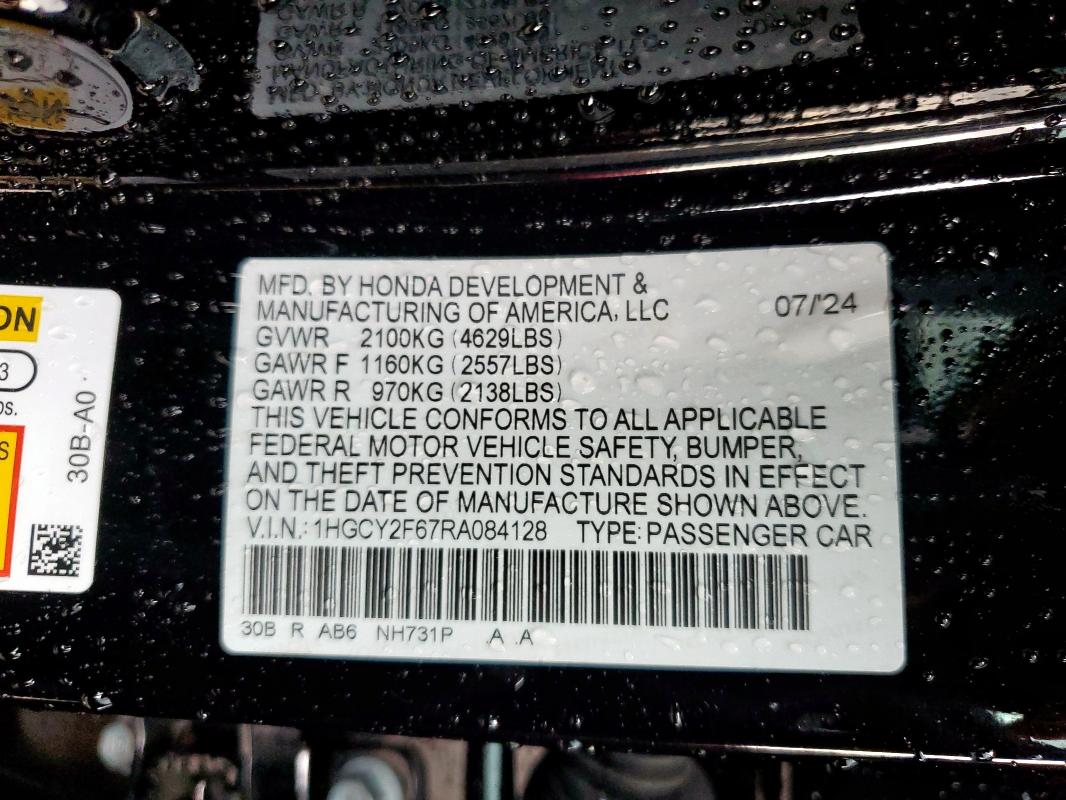 MFD. BY HONDA DEVELOPMENT &
MANUFACTURING OF AMERICA, LLC 07/'24
GVWR 2100KG (4629LBS)
GAWR F 1160KG (2557LBS)
GAWR R 970KG (2138LBS)
THIS VEHICLE CONFORMS TO ALL APPLICABLE
FEDERAL MOTOR VEHICLE SAFETY, BUMPER,
AND THEFT PREVENTION STANDARDS IN EFFECT
ON THE DATE OF MANUFACTURE SHOWN ABOVE.
V.I.N.: 1HGCY2F67RA084128 TYPE: PASSENGER CAR
30B R AB6 NH731P A .A
ON
3
os.
S
30B-A0